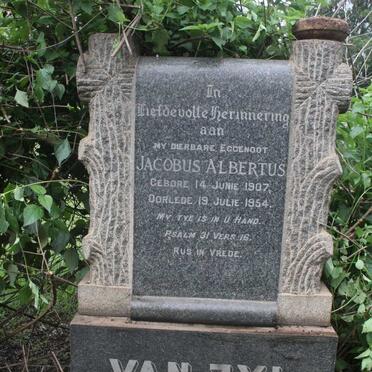 In
Liefdevolle Herinnering
aan
MY DIERBARE EGGENOOT
JACOBUS ALBERTUS
GEBORE 14 JUNIE 1907.
OORLEDE 19 JULIE 1954.
MY TYE IS IN U HAND.
PSALM 31 VERS 16.
RUS IN VREDE.
VAN ZYL